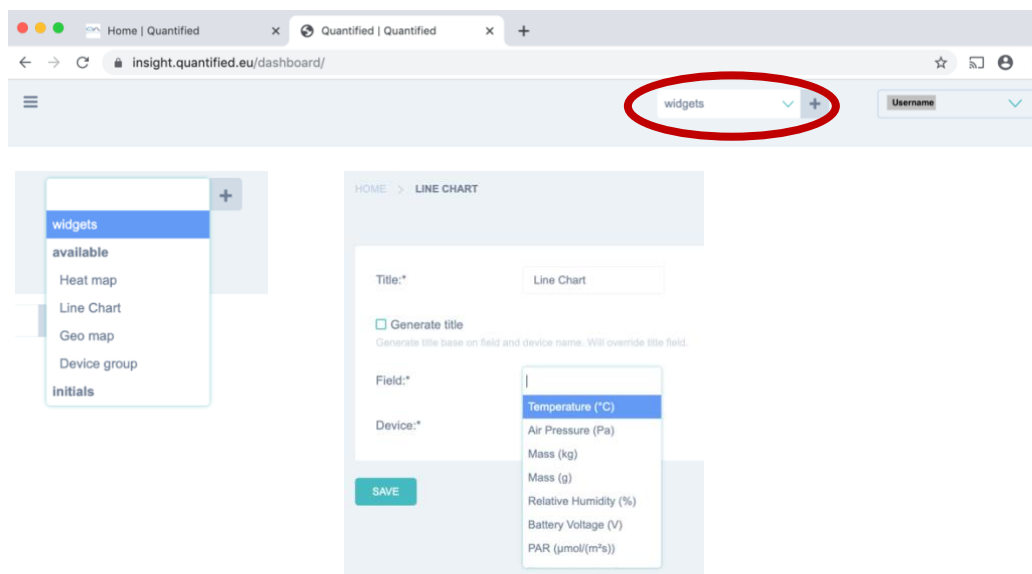 Home | Quantified
Quantified | Quantified
insight.quantified.eu/dashboard/
widgets
Username
widgets
available
Heat map
Line Chart
Geo map
Device group
initials
HOME > LINE CHART
Title:* Line Chart
Generate title
Generate title base on field and device name. Will override title field.
Field:*
Temperature (°C)
Device:*
Air Pressure (Pa)
Mass (kg)
Mass (g)
SAVE
Relative Humidity (%)
Battery Voltage (V)
PAR (μmol/(m²s))